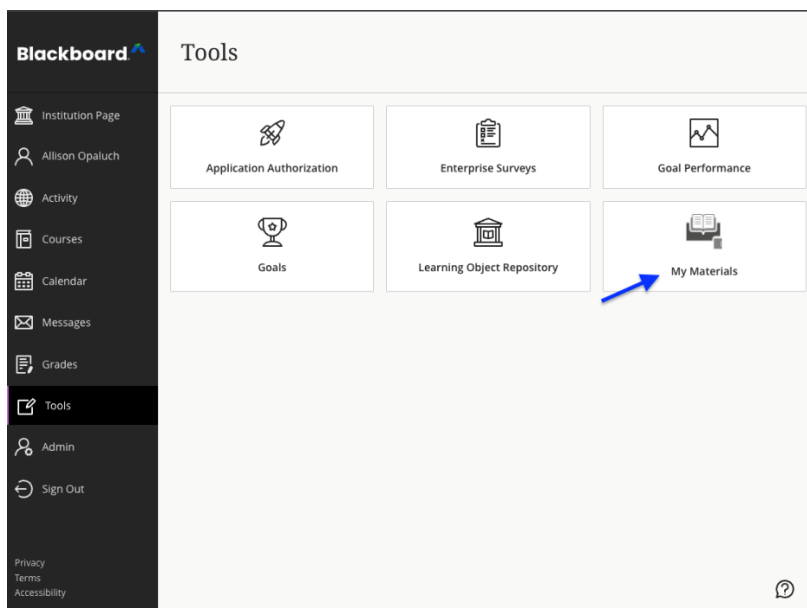 Blackboard
Tools
Institution Page
Allison Opaluch
Activity
Courses
Calendar
Messages
Grades
Tools
Admin
Sign Out
Privacy
Terms
Accessibility
Application Authorization
Enterprise Surveys
Goal Performance
Goals
Learning Object Repository
My Materials